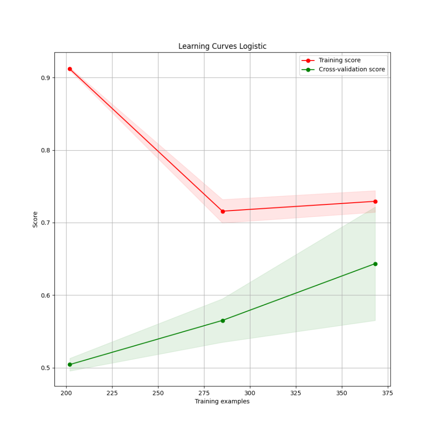 Learning Curves Logistic
Training score
Cross-validation score
0.9
0.8
0.7
0.6
0.5
Score
200
225
250
275
300
325
350
375
Training examples